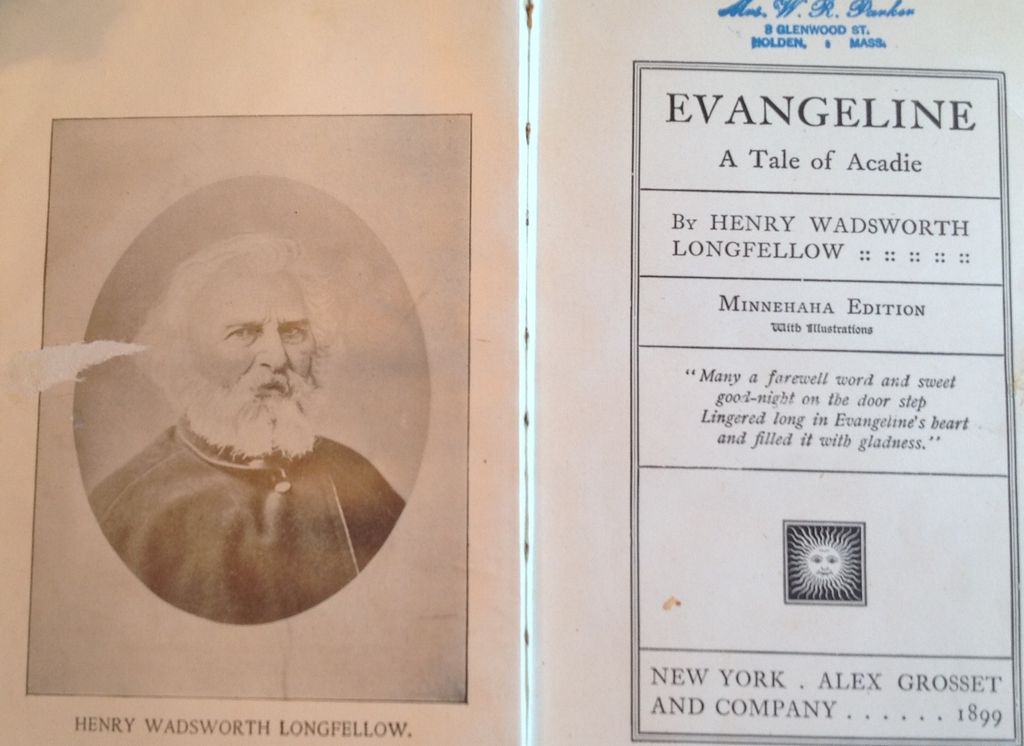 HENRY WADSWORTH LONGFELLOW.
Mrs. W. R. Parker
8 GLENWOOD ST.
HOLDEN, : MASS.
EVANGELINE
A Tale of Acadie
By HENRY WADSWORTH
LONGFELLOW :: :: :: :: ::
Minnehaha Edition
With Illustrations
"Many a farewell word and sweet
good-night on the door step
Lingered long in Evangeline's heart
and filled it with gladness."
NEW YORK . ALEX GROSSET
AND COMPANY . . . . . . 1899